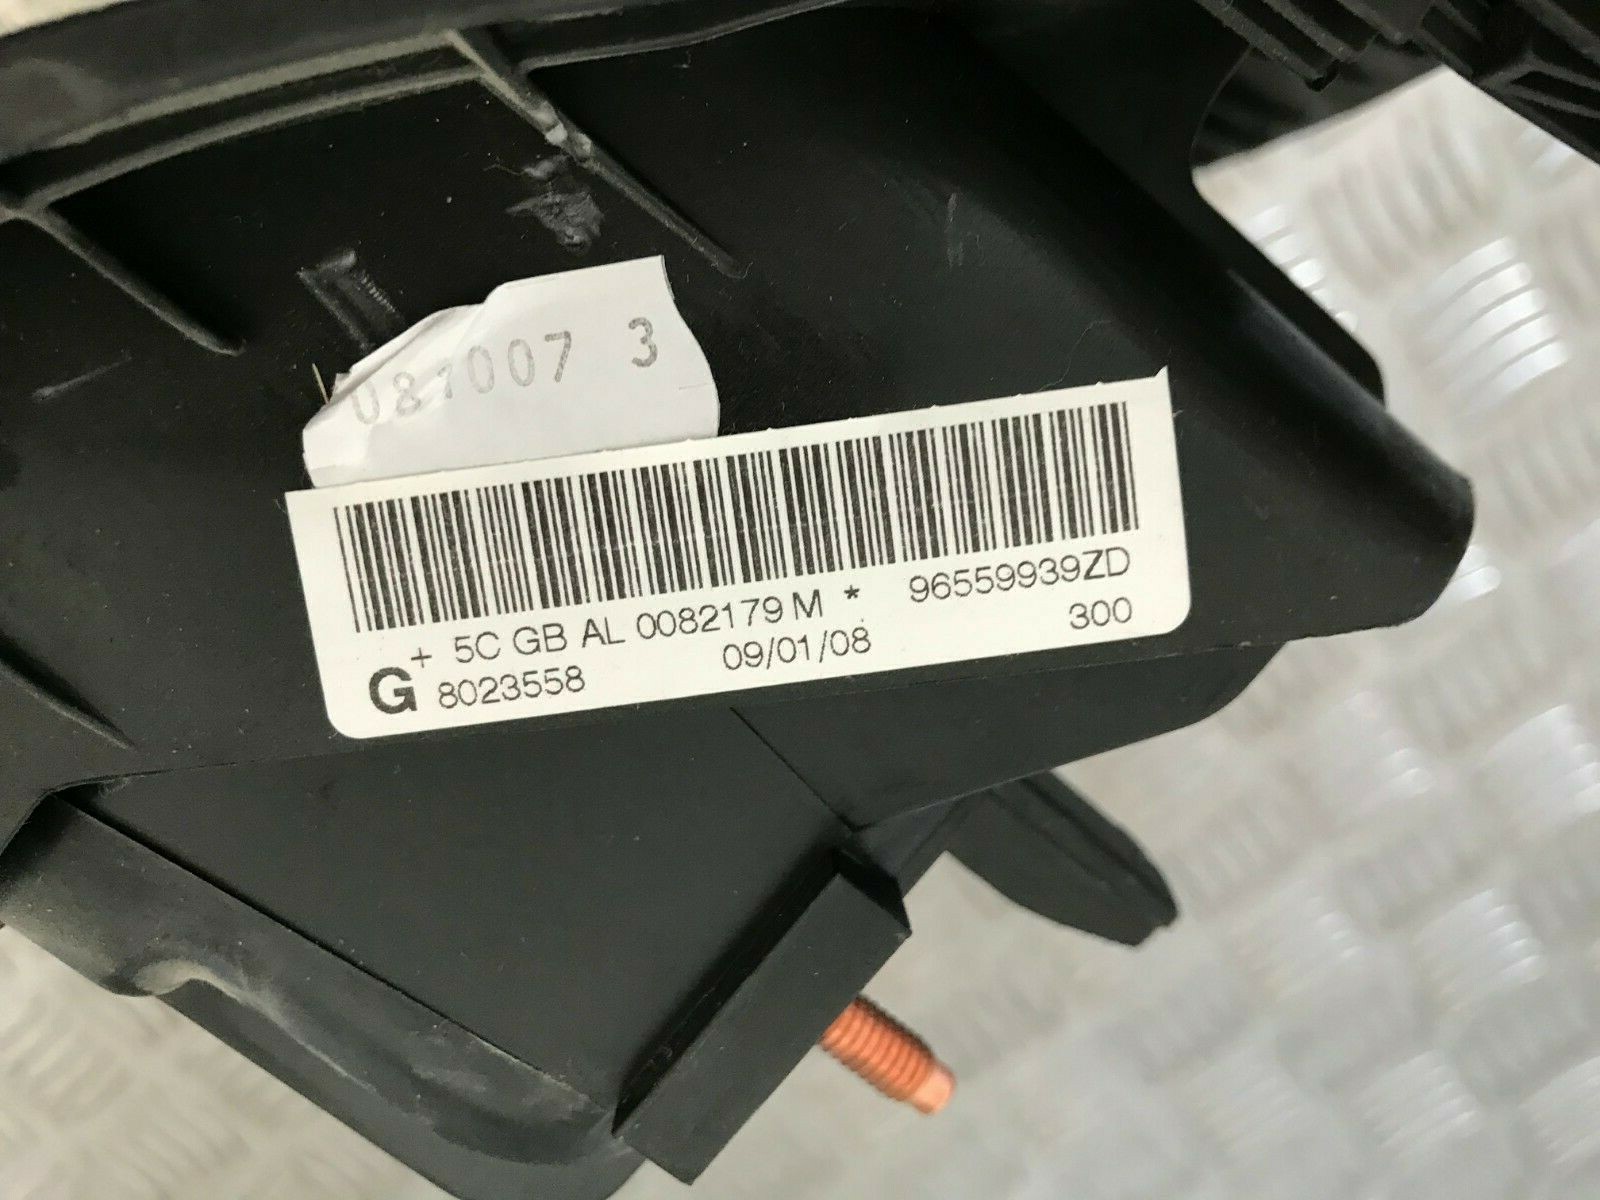 081007 3
+ 5C GB AL 0082179 M * 96559939ZD
G 8023558 09/01/08 300